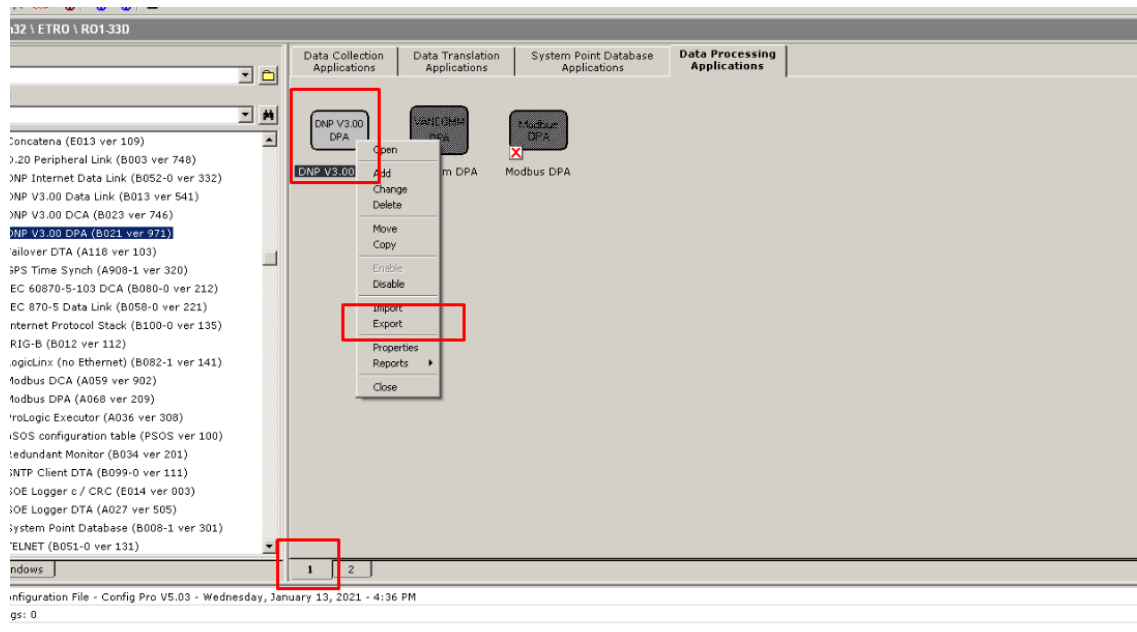 n32 \ ETRO \ RO1-33D
Data Collection Applications
Data Translation Applications
System Point Database Applications
Data Processing Applications
Concatena (E013 ver 109)
D.20 Peripheral Link (B003 ver 748)
DNP Internet Data Link (B052-0 ver 332)
DNP V3.00 Data Link (B013 ver 541)
DNP V3.00 DCA (B023 ver 746)
DNP V3.00 DPA (B021 ver 971)
Failover DTA (A118 ver 103)
GPS Time Synch (A908-1 ver 320)
IEC 60870-5-103 DCA (B080-0 ver 212)
IEC 870-5 Data Link (B058-0 ver 221)
Internet Protocol Stack (B100-0 ver 135)
IRIG-B (B012 ver 112)
LogicLinx (no Ethernet) (B082-1 ver 141)
Modbus DCA (A059 ver 902)
Modbus DPA (A068 ver 209)
ProLogic Executor (A036 ver 308)
pSOS configuration table (PSOS ver 100)
Redundant Monitor (B034 ver 201)
SNTP Client DTA (B099-0 ver 111)
SOE Logger c / CRC (E014 ver 003)
SOE Logger DTA (A027 ver 505)
System Point Database (B008-1 ver 301)
TELNET (B051-0 ver 131)
ndows
DNP V3.00
DPA
DNP V3.00
VANCOMM
DPA
m DPA
Modbus
DPA
Modbus DPA
Open
Add
Change
Delete
Move
Copy
Enable
Disable
Import
Export
Properties
Reports
Close
1
2
onfiguration File - Config Pro V5.03 - Wednesday, January 13, 2021 - 4:36 PM
gs: 0